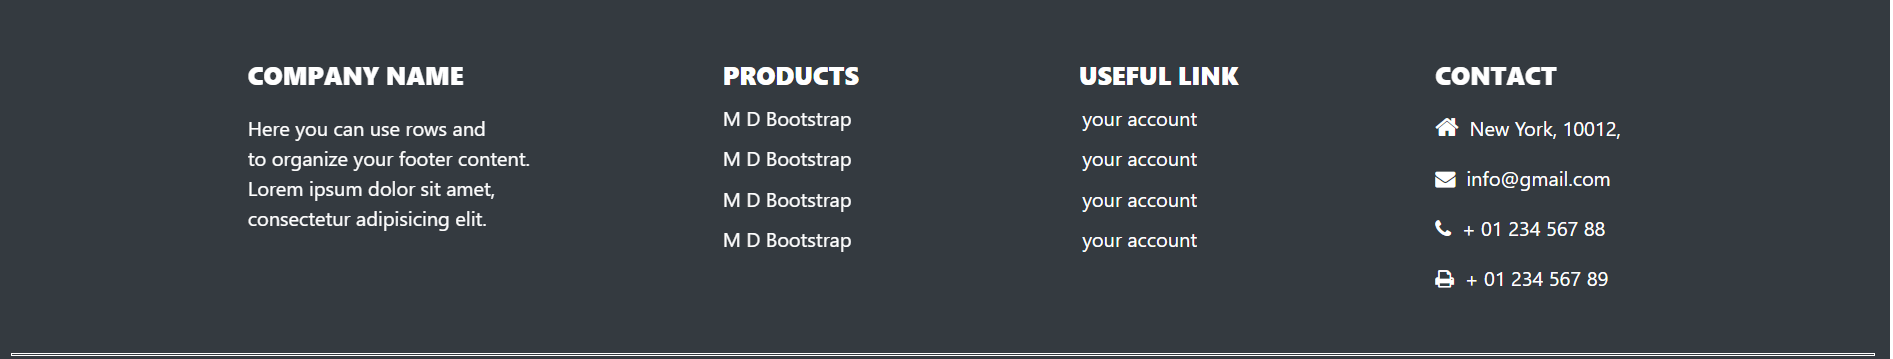 COMPANY NAME
Here you can use rows and
to organize your footer content.
Lorem ipsum dolor sit amet,
consectetur adipisicing elit.
PRODUCTS
M D Bootstrap
M D Bootstrap
M D Bootstrap
M D Bootstrap
USEFUL LINK
your account
your account
your account
your account
CONTACT
New York, 10012,
info@gmail.com
+ 01 234 567 88
+ 01 234 567 89